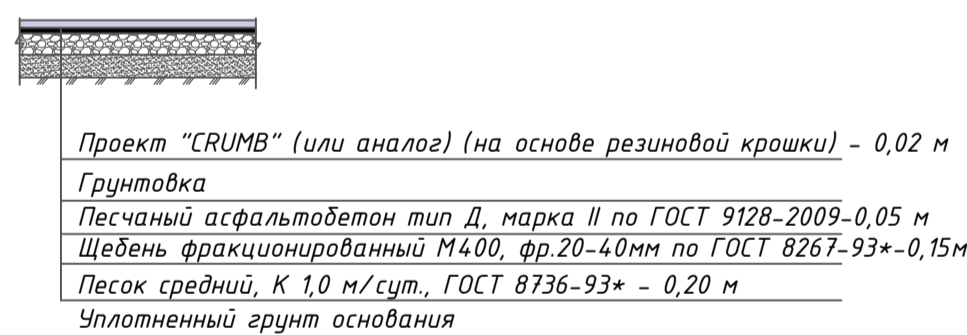 Проект "CRUMB" (или аналог) (на основе резиновой крошки) - 0,02 м
Грунтовка
Песчаный асфальтобетон тип Д, марка II по ГОСТ 9128-2009-0,05 м
Щебень фракционированный М400, фр.20-40мм по ГОСТ 8267-93*-0,15м
Песок средний, К 1,0 м/сут., ГОСТ 8736-93* - 0,20 м
Уплотненный грунт основания